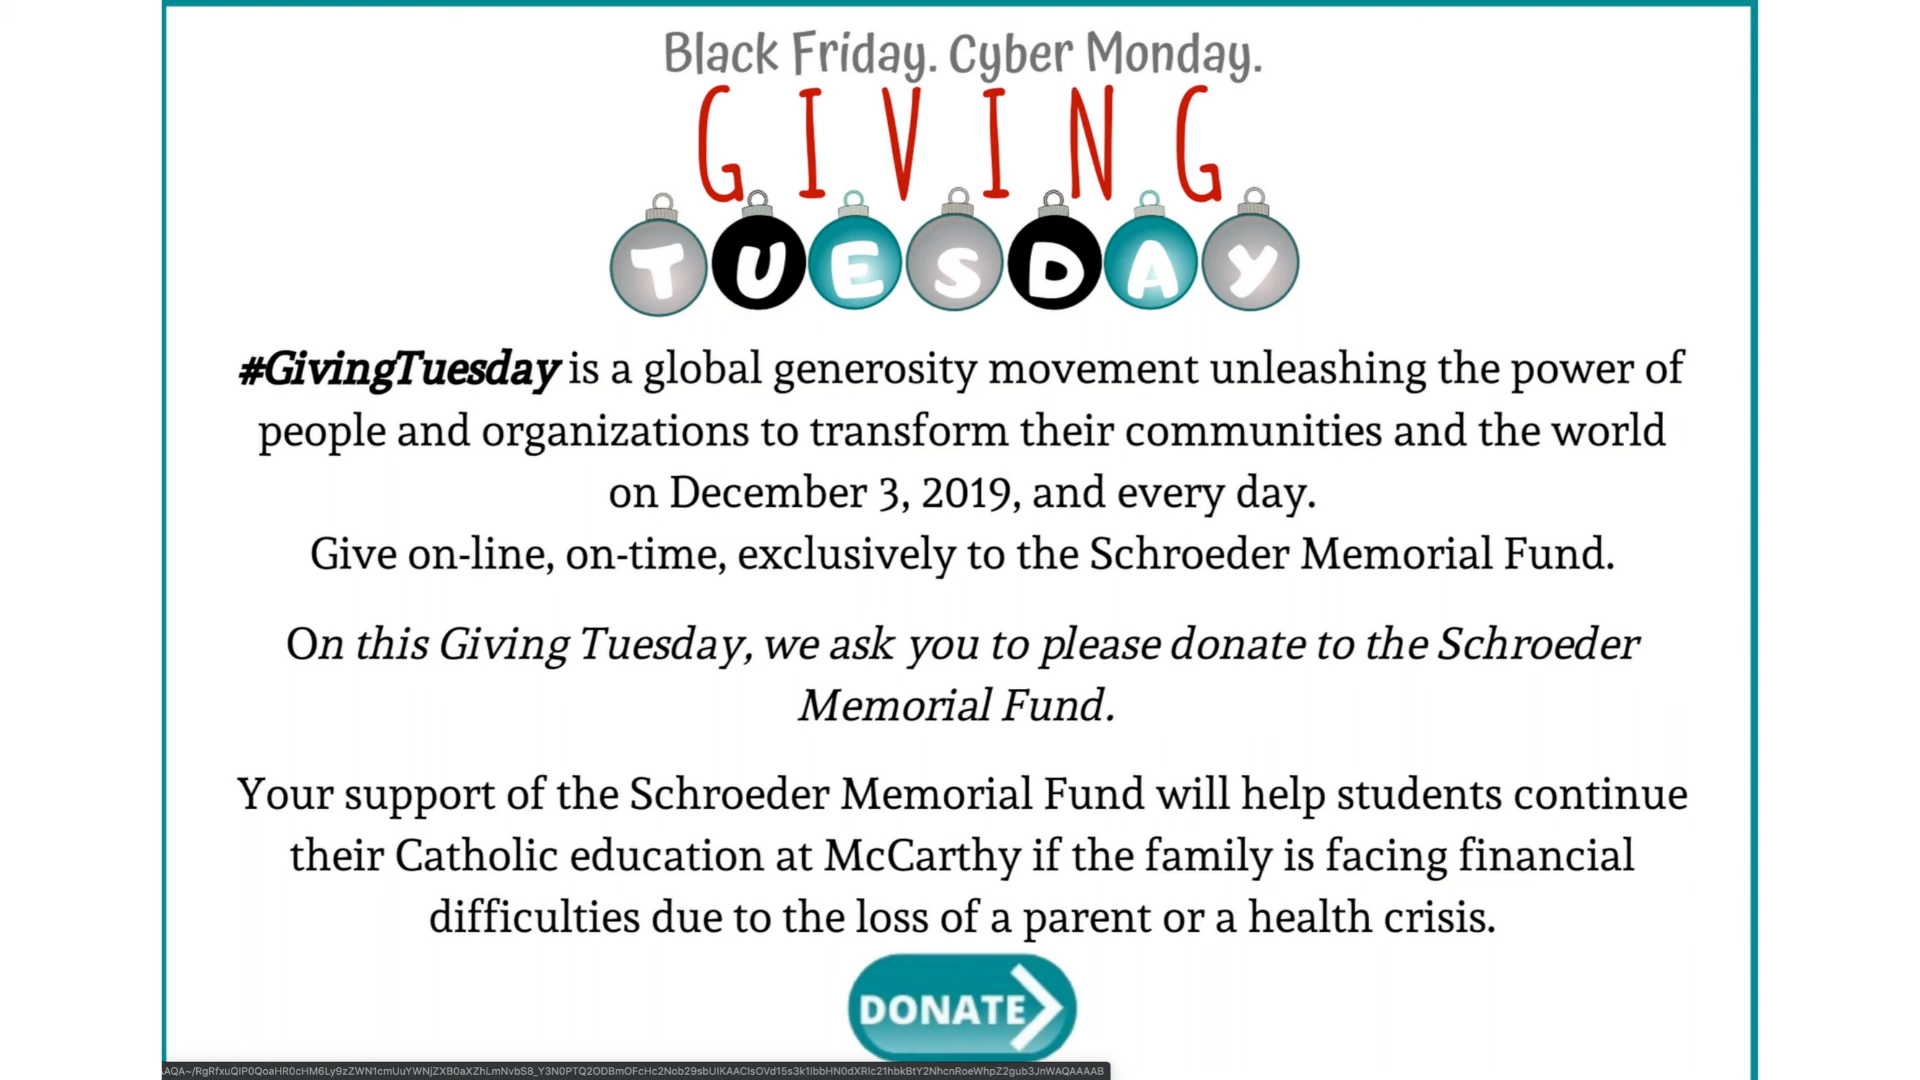 Black Friday. Cyber Monday.
GIVING
TUESDAY
#GivingTuesday is a global generosity movement unleashing the power of
people and organizations to transform their communities and the world
on December 3, 2019, and every day.
Give on-line, on-time, exclusively to the Schroeder Memorial Fund.
On this Giving Tuesday, we ask you to please donate to the Schroeder
Memorial Fund.
Your support of the Schroeder Memorial Fund will help students continue
their Catholic education at McCarthy if the family is facing financial
difficulties due to the loss of a parent or a health crisis.
DONATE